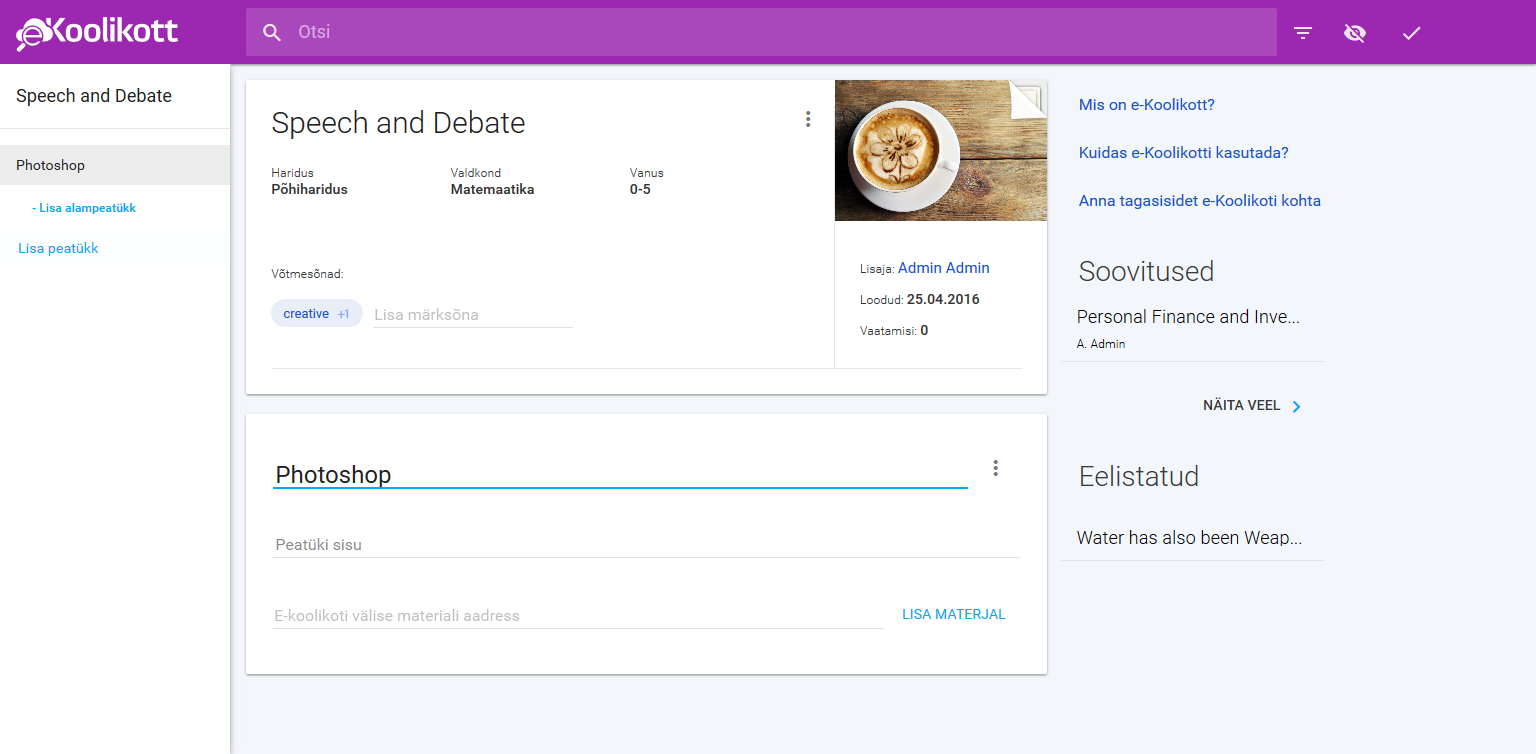 eKoolikott
Otsi
Speech and Debate
Photoshop
- Lisa alampeatükk
Lisa peatükk
Speech and Debate
Haridus Valdkond Vanus
Põhiharidus Matemaatika 0-5
Võtmesõnad:
creative +1 Lisa märksõna
Lisaja: Admin Admin
Loodud: 25.04.2016
Vaatamisi: 0
Photoshop
Peatüki sisu
E-koolikoti välise materiali aadress LISA MATERJAL
Mis on e-Koolikott?
Kuidas e-Koolikotti kasutada?
Anna tagasisidet e-Koolikoti kohta
Soovitused
Personal Finance and Inve...
A. Admin
NÄITA VEEL
Eelistatud
Water has also been Weap...